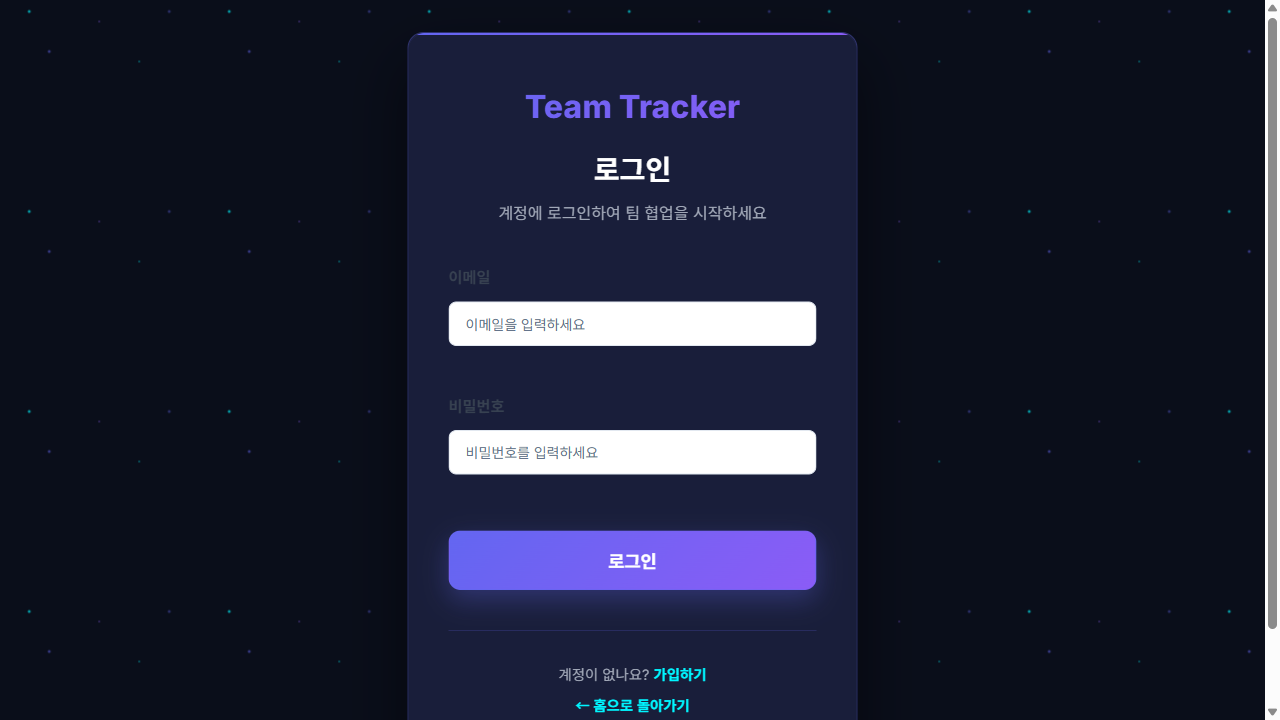 Team Tracker
로그인
계정에 로그인하여 팀 협업을 시작하세요
이메일
이메일을 입력하세요
비밀번호
비밀번호를 입력하세요
로그인
계정이 없나요? 가입하기
← 홈으로 돌아가기